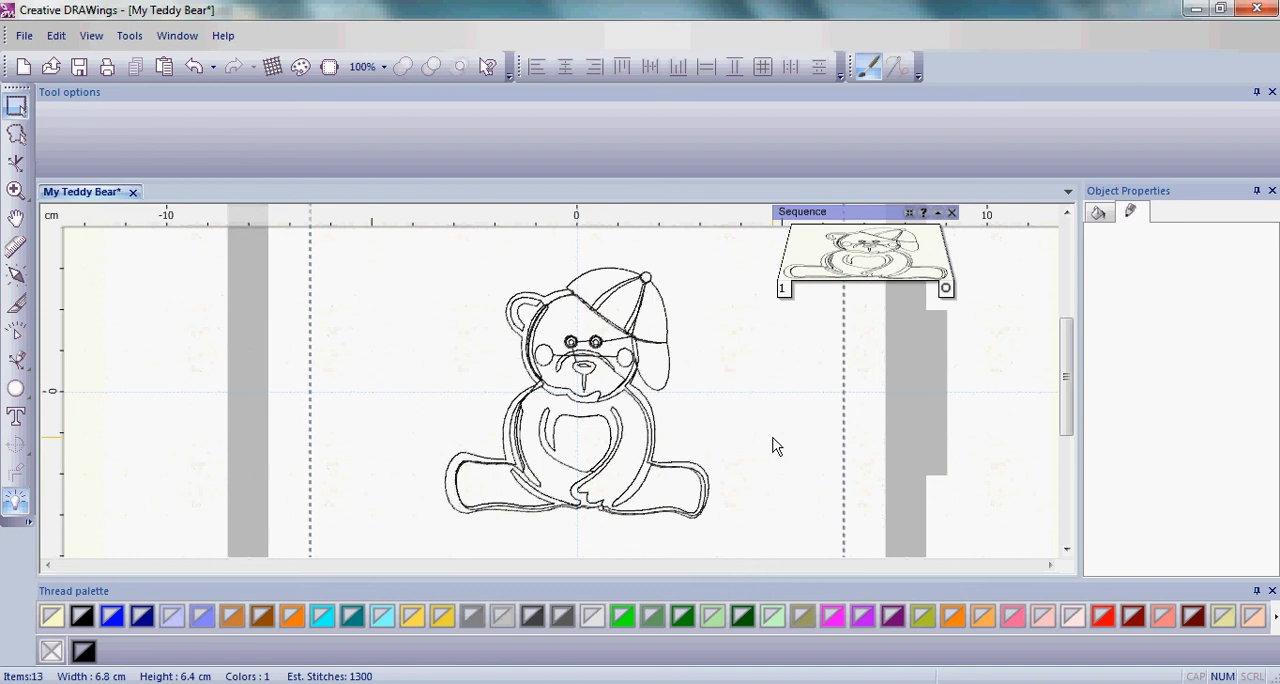 Creative DRAWings - [My Teddy Bear*]
File Edit View Tools Window Help
100%
Tool options
My Teddy Bear*
Object Properties
cm
-10 0 10
Sequence
?
1
0
Thread palette
T
Items:13 Width : 6.8 cm Height : 6.4 cm Colors : 1 Est. Stitches: 1300 CAP NUM SCRL